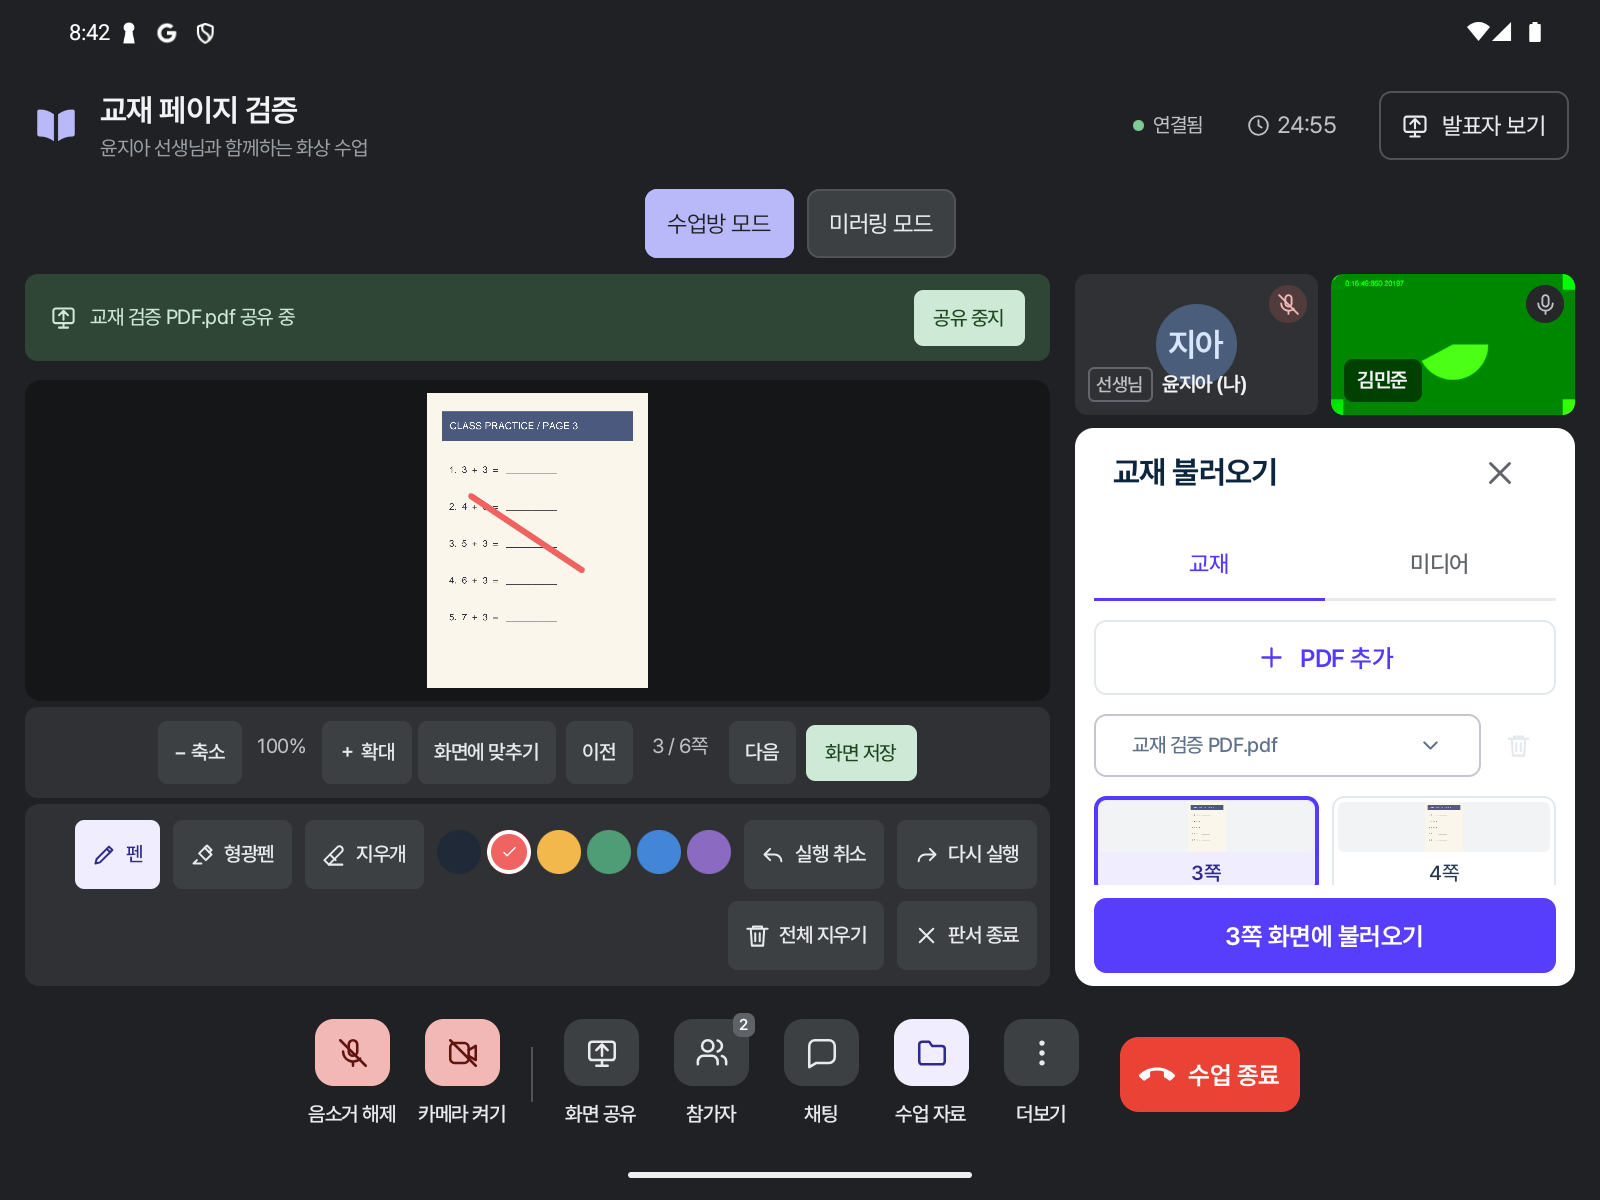 8:42
교재 페이지 검증
윤지아 선생님과 함께하는 화상 수업
연결됨
24:55
발표자 보기
수업방 모드
미러링 모드
교재 검증 PDF.pdf 공유 중
공유 중지
CLASS PRACTICE / PAGE 3
1. 3 + 3 = ________
2. 4 + 3 = ________
3. 5 + 3 = ________
4. 6 + 3 = ________
5. 7 + 3 = ________
– 축소
100%
+ 확대
화면에 맞추기
이전
3 / 6쪽
다음
화면 저장
펜
형광펜
지우개
실행 취소
다시 실행
전체 지우기
판서 종료
지아
선생님
윤지아 (나)
김민준
교재 불러오기
교재
미디어
PDF 추가
교재 검증 PDF.pdf
3쪽
4쪽
3쪽 화면에 불러오기
음소거 해제
카메라 켜기
화면 공유
2
참가자
채팅
수업 자료
더보기
수업 종료